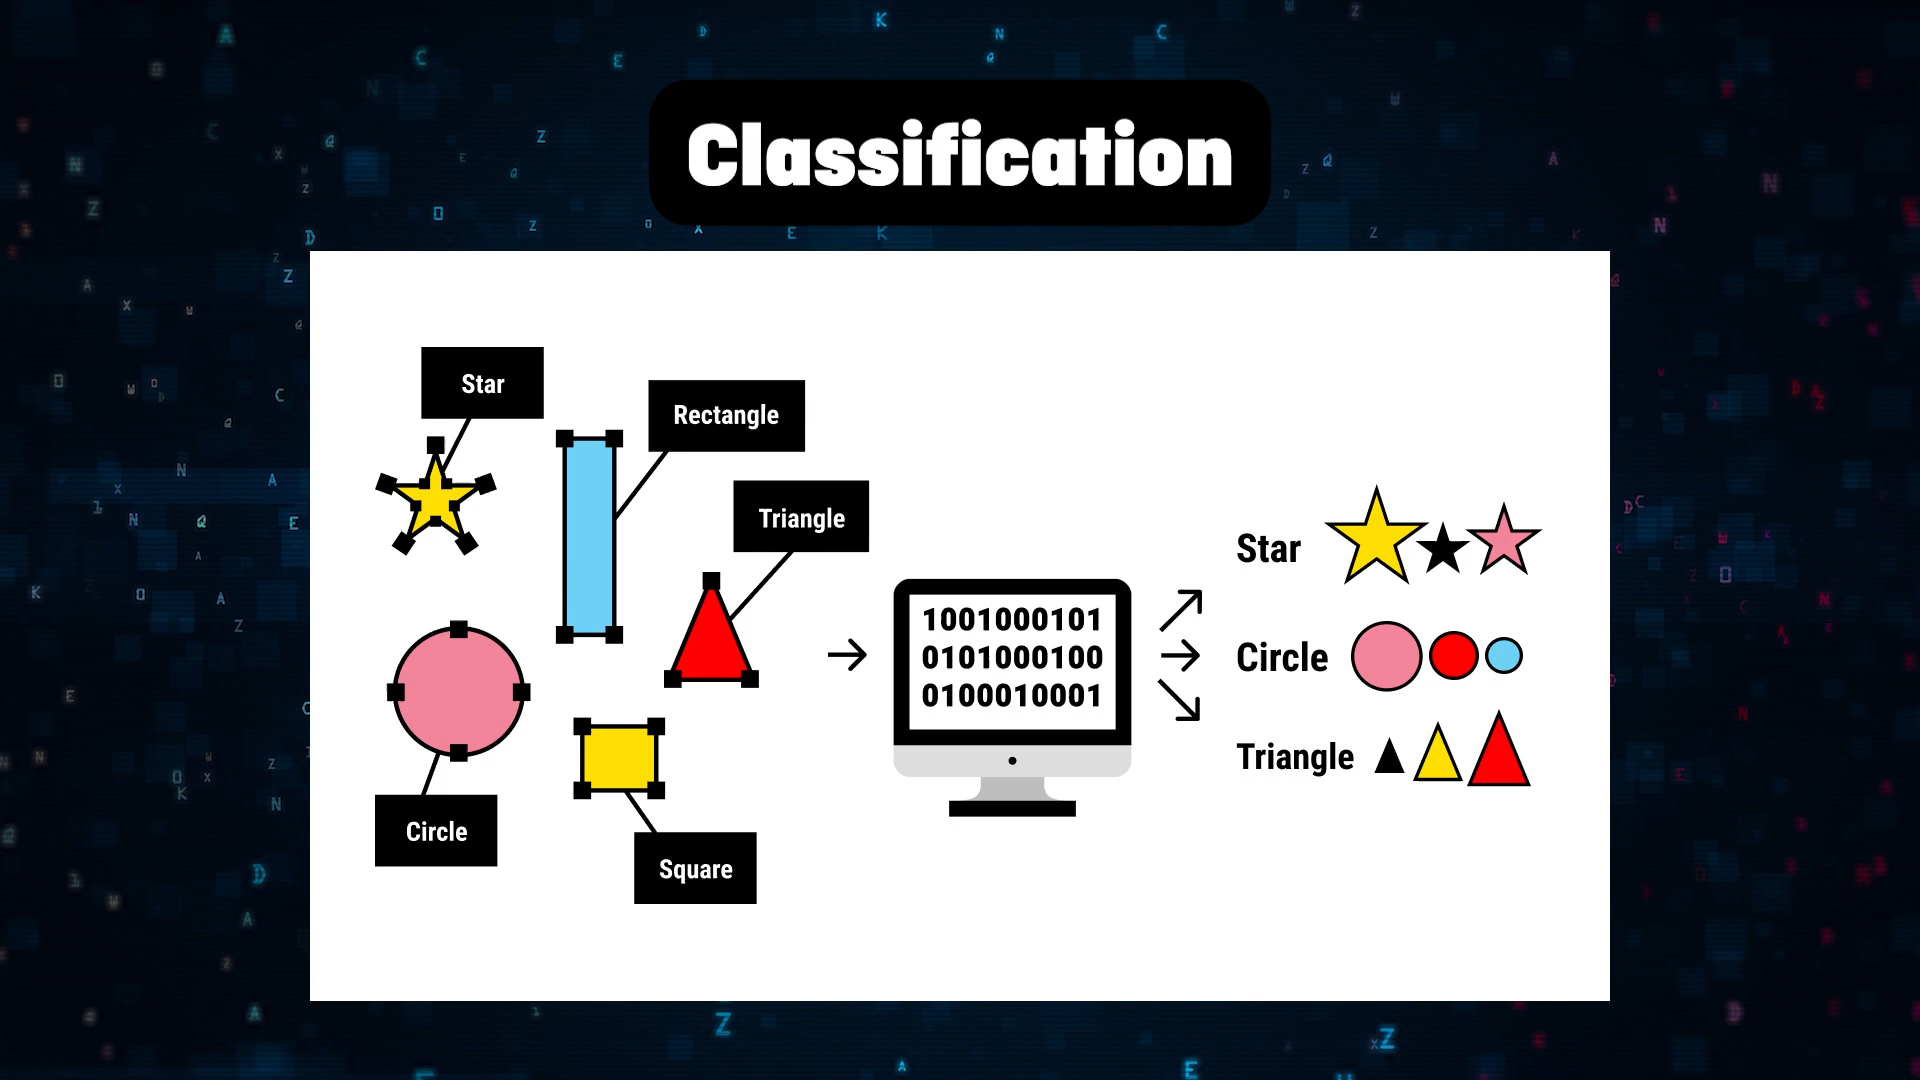 Classification
Star
Rectangle
Triangle
Circle
Square
1001000101
0101000100
0100010001
Star
Circle
Triangle